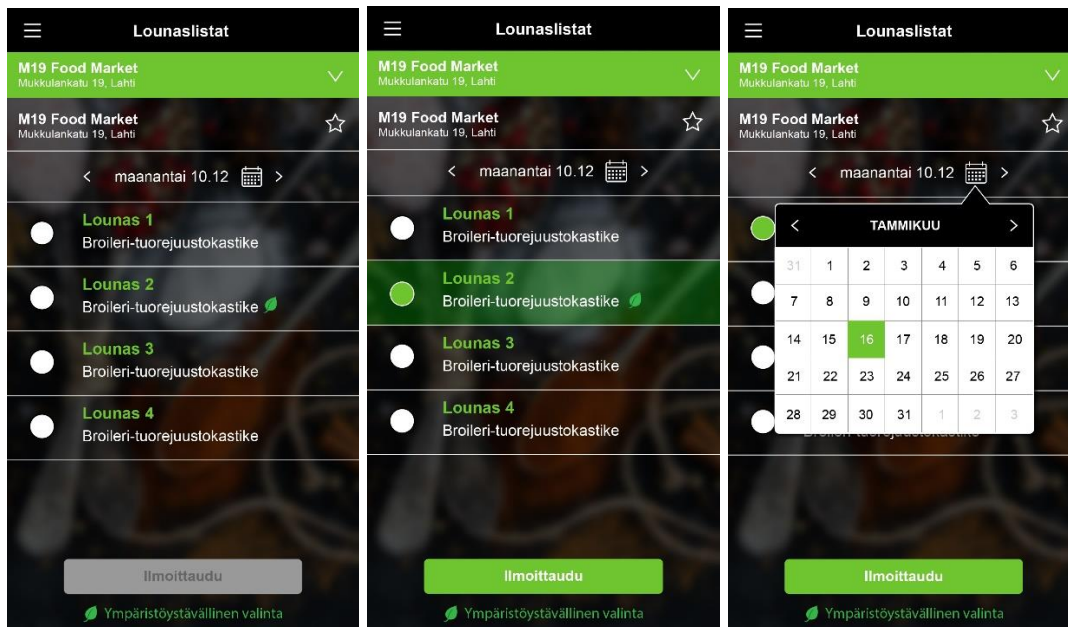 Lounaslistat
M19 Food Market
Mukkulankatu 19, Lahti
M19 Food Market
Mukkulankatu 19, Lahti
< maanantai 10.12 >
Lounas 1
Broileri-tuorejuustokastike
Lounas 2
Broileri-tuorejuustokastike
Lounas 3
Broileri-tuorejuustokastike
Lounas 4
Broileri-tuorejuustokastike
Ilmoittaudu
Ympäristöystävällinen valinta
Lounaslistat
M19 Food Market
Mukkulankatu 19, Lahti
M19 Food Market
Mukkulankatu 19, Lahti
< maanantai 10.12 >
Lounas 1
Broileri-tuorejuustokastike
Lounas 2
Broileri-tuorejuustokastike
Lounas 3
Broileri-tuorejuustokastike
Lounas 4
Broileri-tuorejuustokastike
Ilmoittaudu
Ympäristöystävällinen valinta
Lounaslistat
M19 Food Market
Mukkulankatu 19, Lahti
M19 Food Market
Mukkulankatu 19, Lahti
< maanantai 10.12 >
< TAMMIKUU >
31 1 2 3 4 5 6
7 8 9 10 11 12 13
14 15 16 17 18 19 20
21 22 23 24 25 26 27
28 29 30 31 1 2 3
Ilmoittaudu
Ympäristöystävällinen valinta